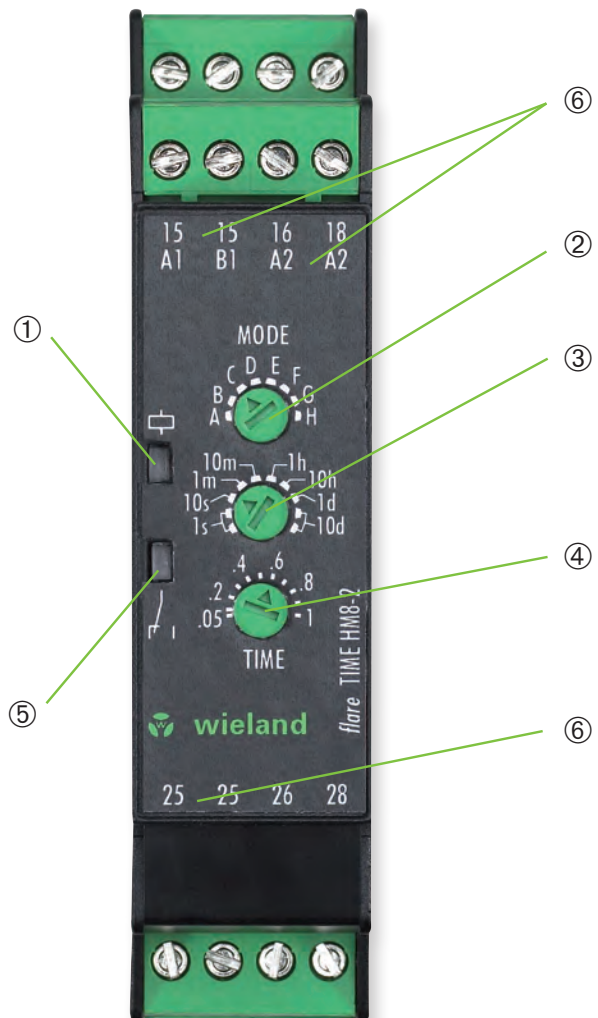 15 15 16 18
A1 B1 A2 A2
⑥
②
①
③
MODE
A B C D E F G H
10m 1h
1m 10h
10s 1d
1s 10d
④
.4 .6
.2 .8
.05 1
TIME
⑤
flare TIME HM8-2
W wieland
⑥
25 25 26 28